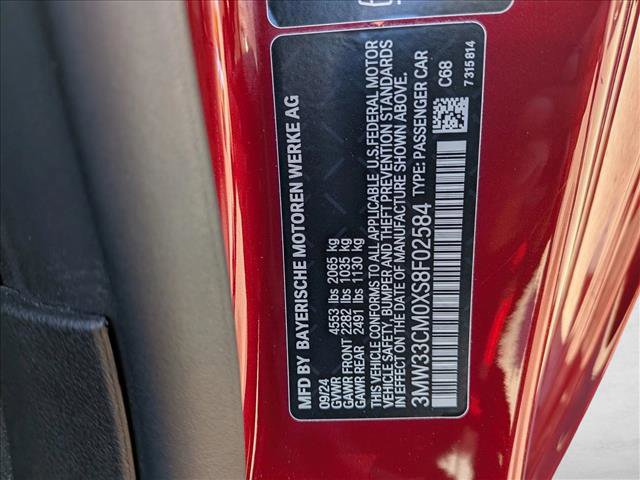 MFD BY BAYERISCHE MOTOREN WERKE AG
09/24
GVWR 4553 lbs 2065 kg
GAWR FRONT 2282 lbs 1035 kg
GAWR REAR 2491 lbs 1130 kg
THIS VEHICLE CONFORMS TO ALL APPLICABLE U.S. FEDERAL MOTOR
VEHICLE SAFETY, BUMPER AND THEFT PREVENTION STANDARDS
IN EFFECT ON THE DATE OF MANUFACTURE SHOWN ABOVE.
3MW33CM0XS8F02584 TYPE: PASSENGER CAR
C68
7315814